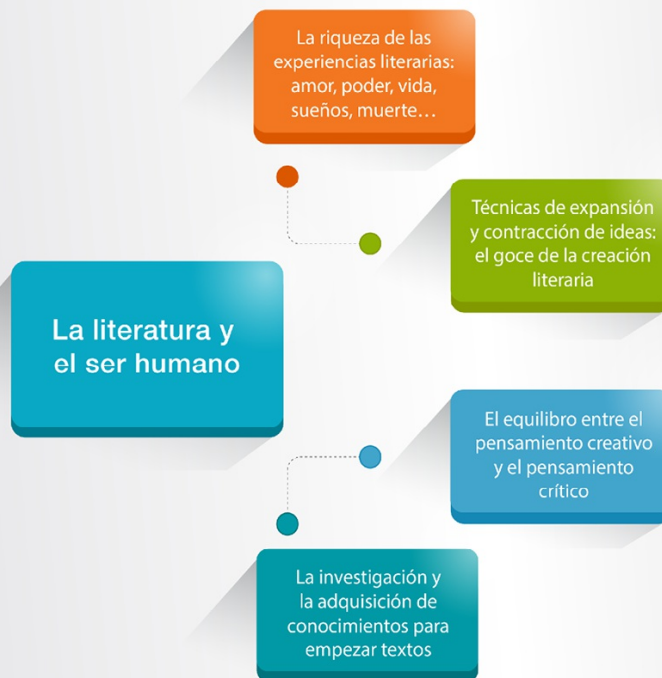 La riqueza de las
experiencias literarias:
amor, poder, vida,
sueños, muerte...
Técnicas de expansión
y contracción de ideas:
el goce de la creación
literaria
La literatura y
el ser humano
El equilibro entre el
pensamiento creativo
y el pensamiento
crítico
La investigación y
la adquisición de
conocimientos para
empezar textos